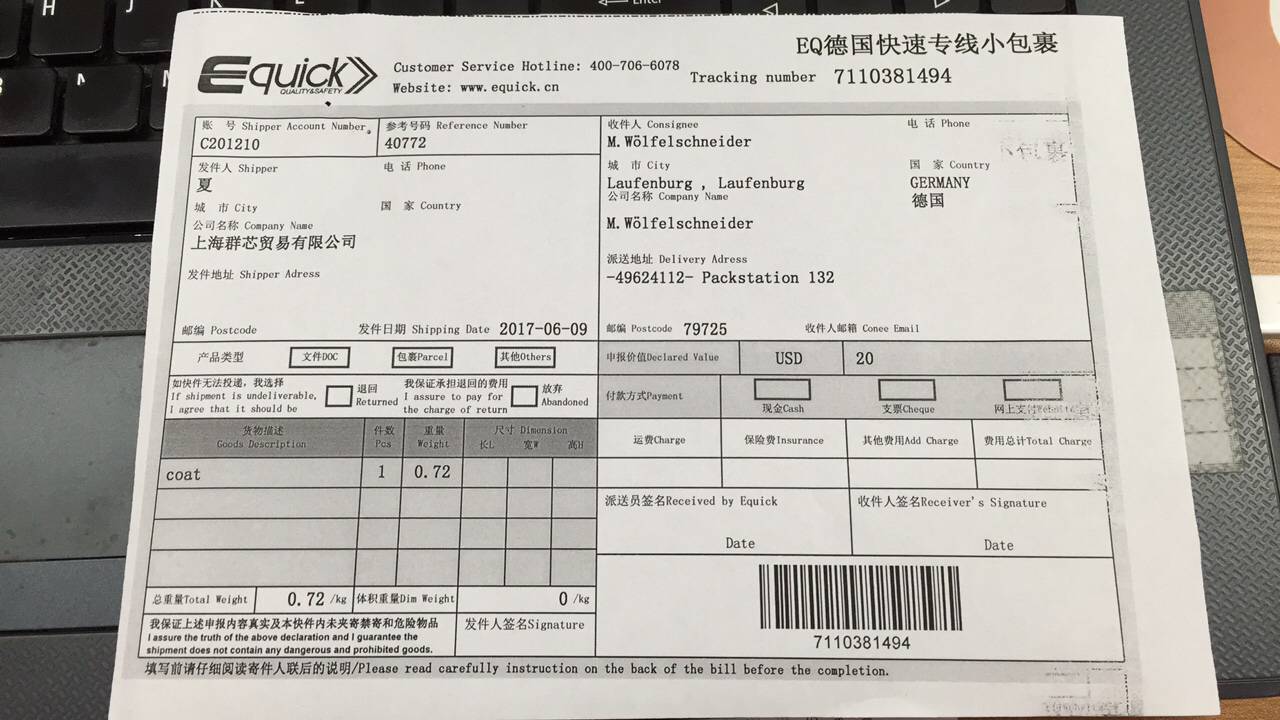 Enter
H
J
K
L
B
N
M
EQ德国快速专线小包裹
Equick
QUALITY&SAFETY
Customer Service Hotline: 400-706-6078
Website: www.equick.cn
Tracking number 7110381494
账 号 Shipper Account Number
C201210
参考号码 Reference Number
40772
发件人 Shipper
夏
电 话 Phone
城 市 City
国 家 Country
公司名称 Company Name
上海群芯贸易有限公司
发件地址 Shipper Adress
邮编 Postcode
发件日期 Shipping Date 2017-06-09
收件人 Consignee
M.Wölfelschneider
电 话 Phone
城 市 City
Laufenburg , Laufenburg
国 家 Country
GERMANY
德国
公司名称 Company Name
M.Wölfelschneider
派送地址 Delivery Adress
-49624112- Packstation 132
邮编 Postcode 79725
收件人邮箱 Conee Email
产品类型
文件DOC
包裹Parcel
其他Others
申报价值Declared Value
USD
20
如快件无法投递，我选择
If shipment is undeliverable,
I agree that it should be
退回
Returned
我保证承担退回的费用
I assure to pay for
the charge of return
放弃
Abandoned
付款方式Payment
现金Cash
支票Cheque
网上支付Website
货物描述
Goods Description
件数
Pcs
重量
Weight
尺寸 Dimension
长L
宽W
高H
运费Charge
保险费Insurance
其他费用Add Charge
费用总计Total Charge
coat
1
0.72
派送员签名Received by Equick
Date
收件人签名Receiver's Signature
Date
总重量Total Weight
0.72 /kg
体积重量Dim Weight
0 /kg
我保证上述申报内容真实及本快件内未夹寄禁寄和危险物品
I assure the truth of the above declaration and I guarantee the
shipment does not contain any dangerous and prohibited goods.
发件人签名Signature
7110381494
填写前请仔细阅读寄件人联后的说明/Please read carefully instruction on the back of the bill before the completion.